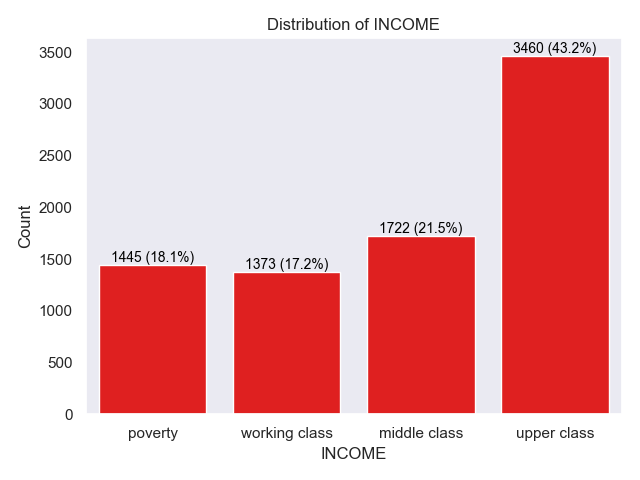 Distribution of INCOME
3500
3000
2500
2000
1500
1000
500
0
Count
1445 (18.1%)
1373 (17.2%)
1722 (21.5%)
3460 (43.2%)
poverty
working class
middle class
upper class
INCOME